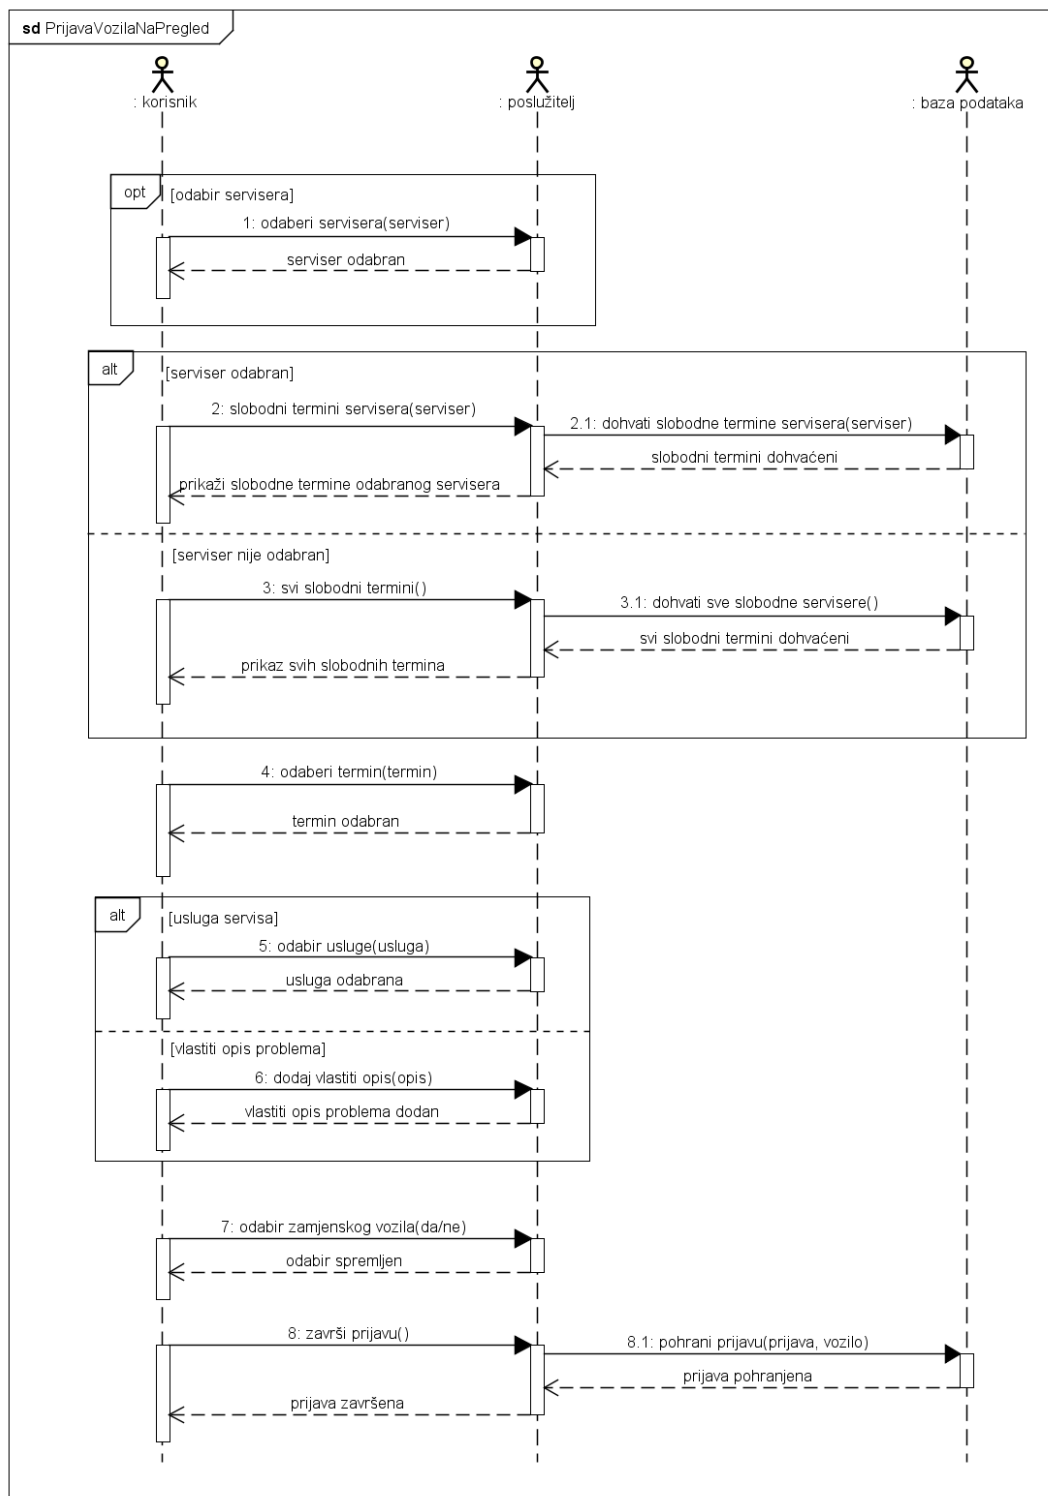 sd PrijavaVozilaNaPregled
: korisnik
: poslužitelj
: baza podataka
opt
[odabir servisera]
1: odaberi servisera(serviser)
serviser odabran
alt
[serviser odabran]
2: slobodni termini servisera(serviser)
2.1: dohvati slobodne termine servisera(serviser)
slobodni termini dohvaćeni
prikaži slobodne termine odabranog servisera
[serviser nije odabran]
3: svi slobodni termini()
3.1: dohvati sve slobodne servisere()
svi slobodni termini dohvaćeni
prikaz svih slobodnih termina
4: odaberi termin(termin)
termin odabran
alt
[usluga servisa]
5: odabir usluge(usluga)
usluga odabrana
[vlastiti opis problema]
6: dodaj vlastiti opis(opis)
vlastiti opis problema dodan
7: odabir zamjenskog vozila(da/ne)
odabir spremljen
8: završi prijavu()
8.1: pohrani prijavu(prijava, vozilo)
prijava pohranjena
prijava završena